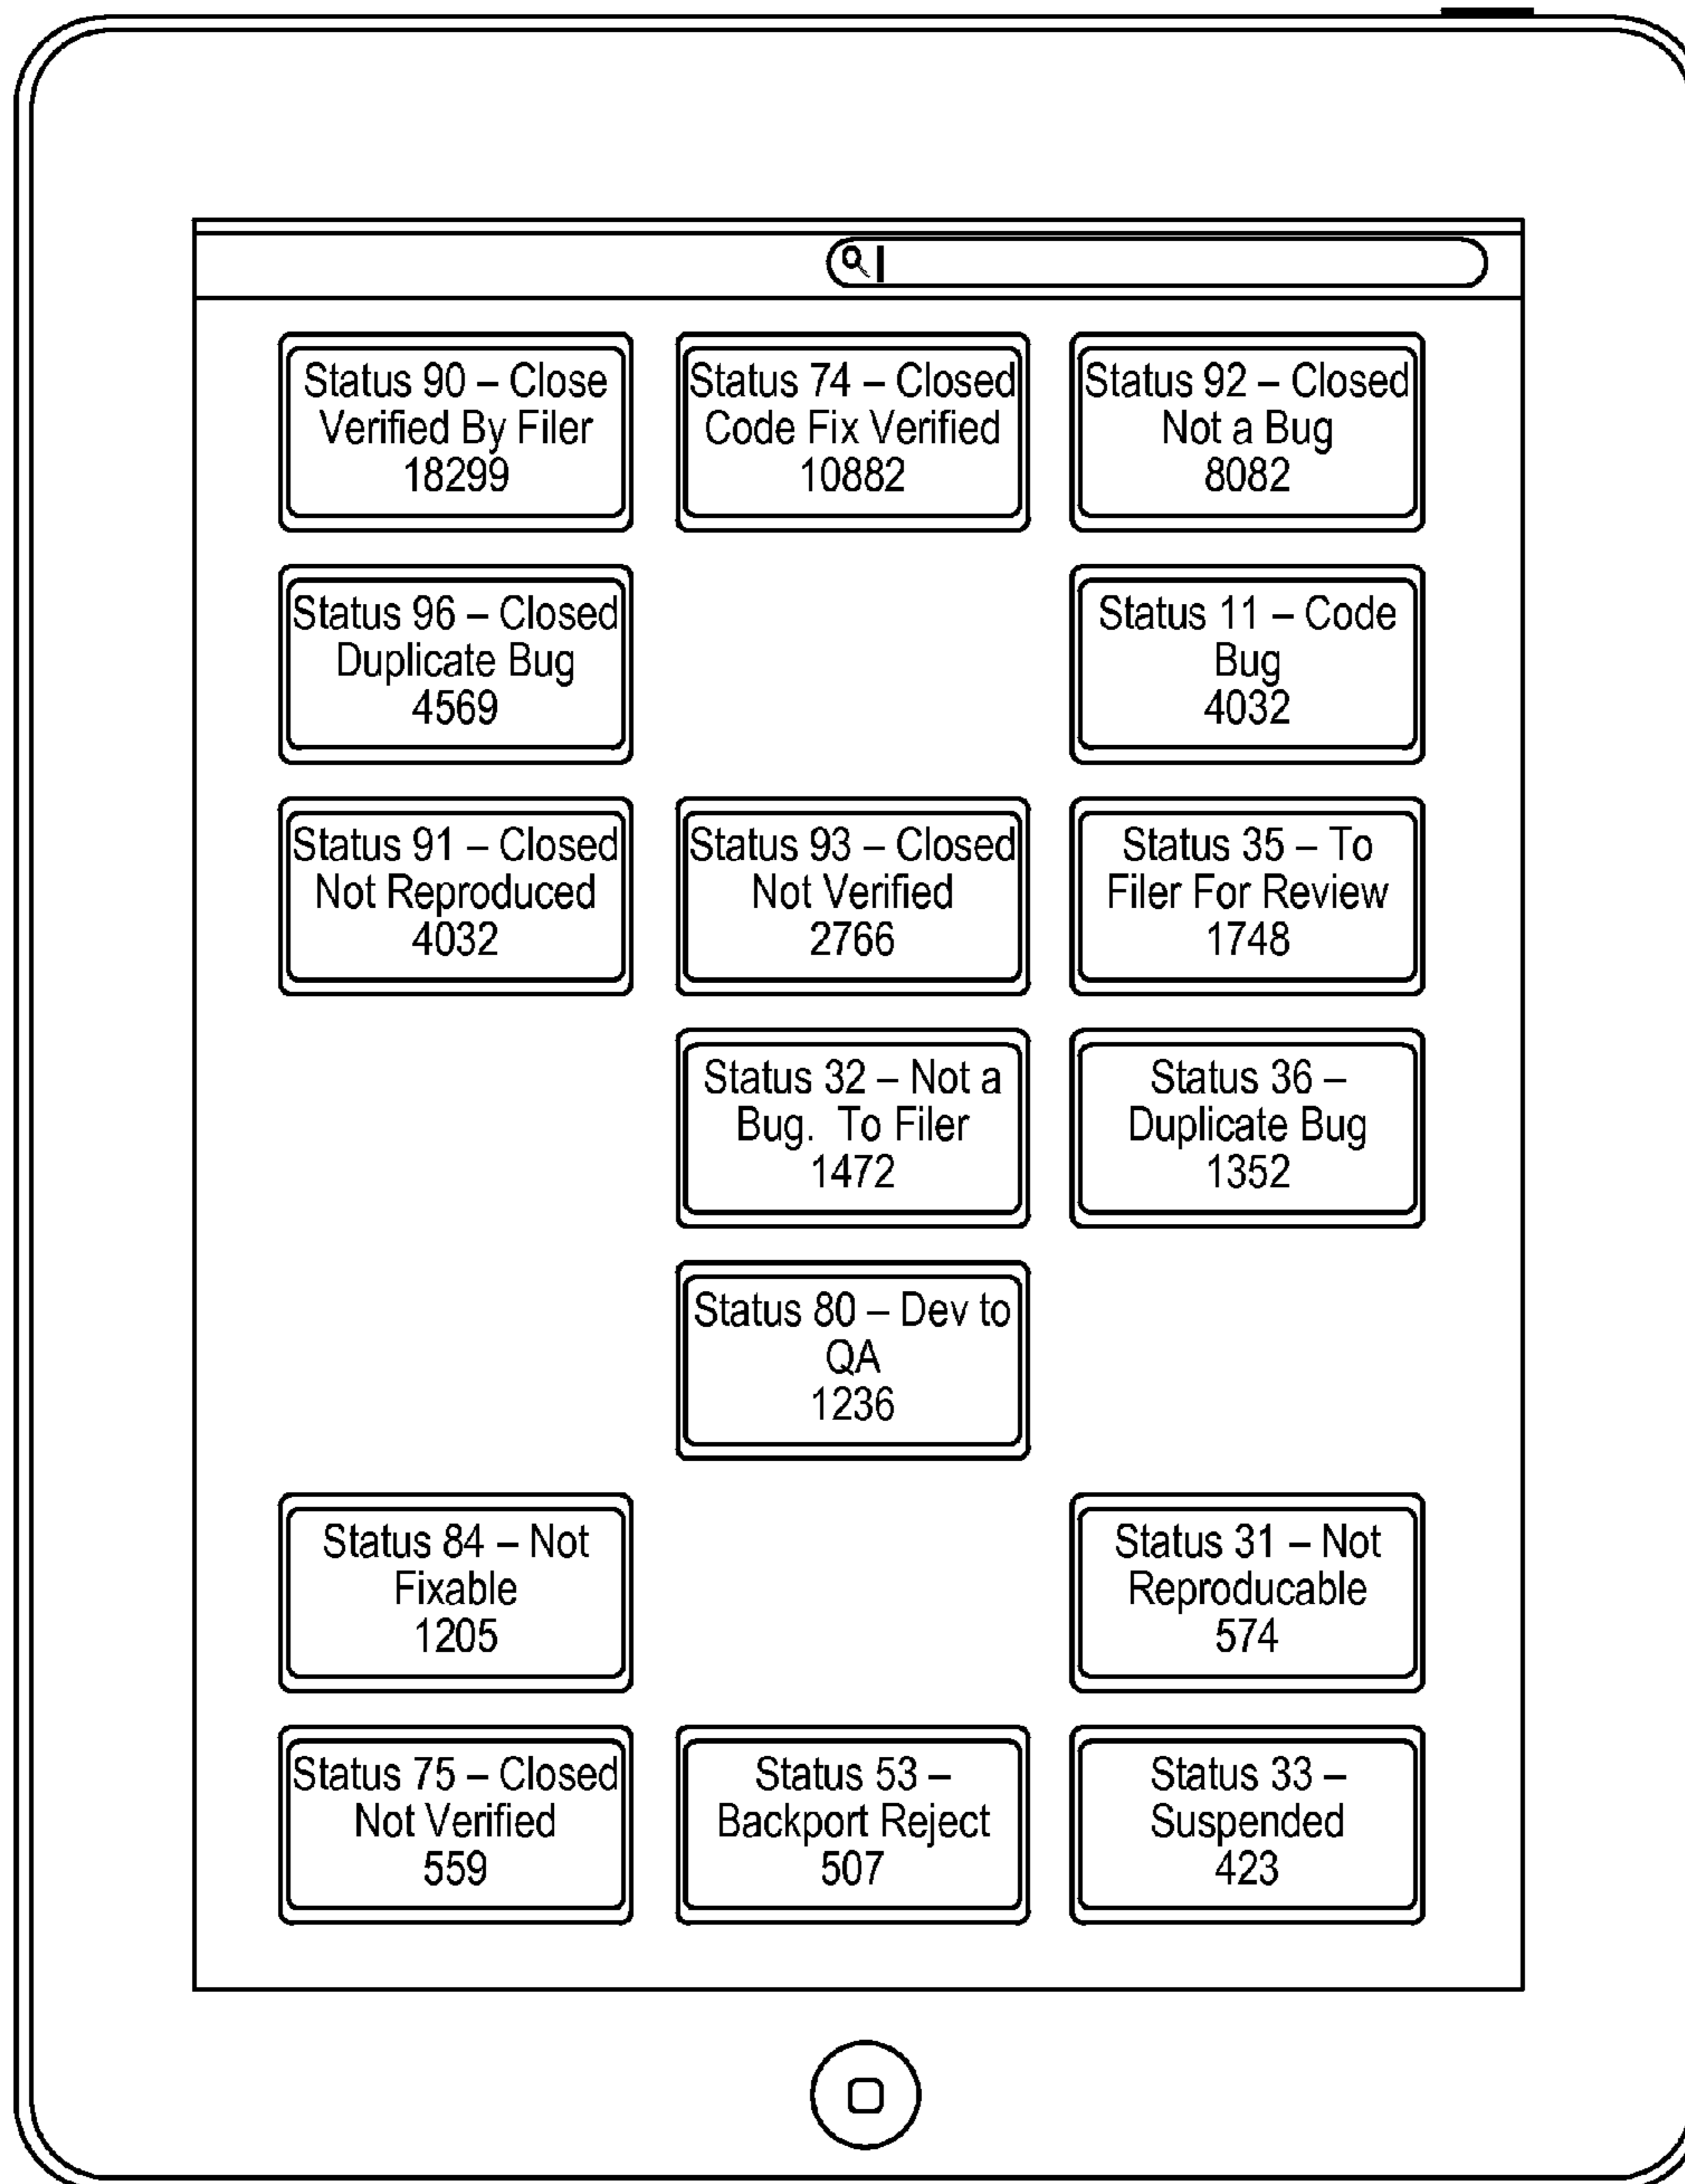 Status 90 – Close
Verified By Filer
18299
Status 74 – Closed
Code Fix Verified
10882
Status 92 – Closed
Not a Bug
8082
Status 96 – Closed
Duplicate Bug
4569
Status 11 – Code
Bug
4032
Status 91 – Closed
Not Reproduced
4032
Status 93 – Closed
Not Verified
2766
Status 35 – To
Filer For Review
1748
Status 32 – Not a
Bug.  To Filer
1472
Status 36 –
Duplicate Bug
1352
Status 80 – Dev to
QA
1236
Status 84 – Not
Fixable
1205
Status 31 – Not
Reproducable
574
Status 75 – Closed
Not Verified
559
Status 53 –
Backport Reject
507
Status 33 –
Suspended
423